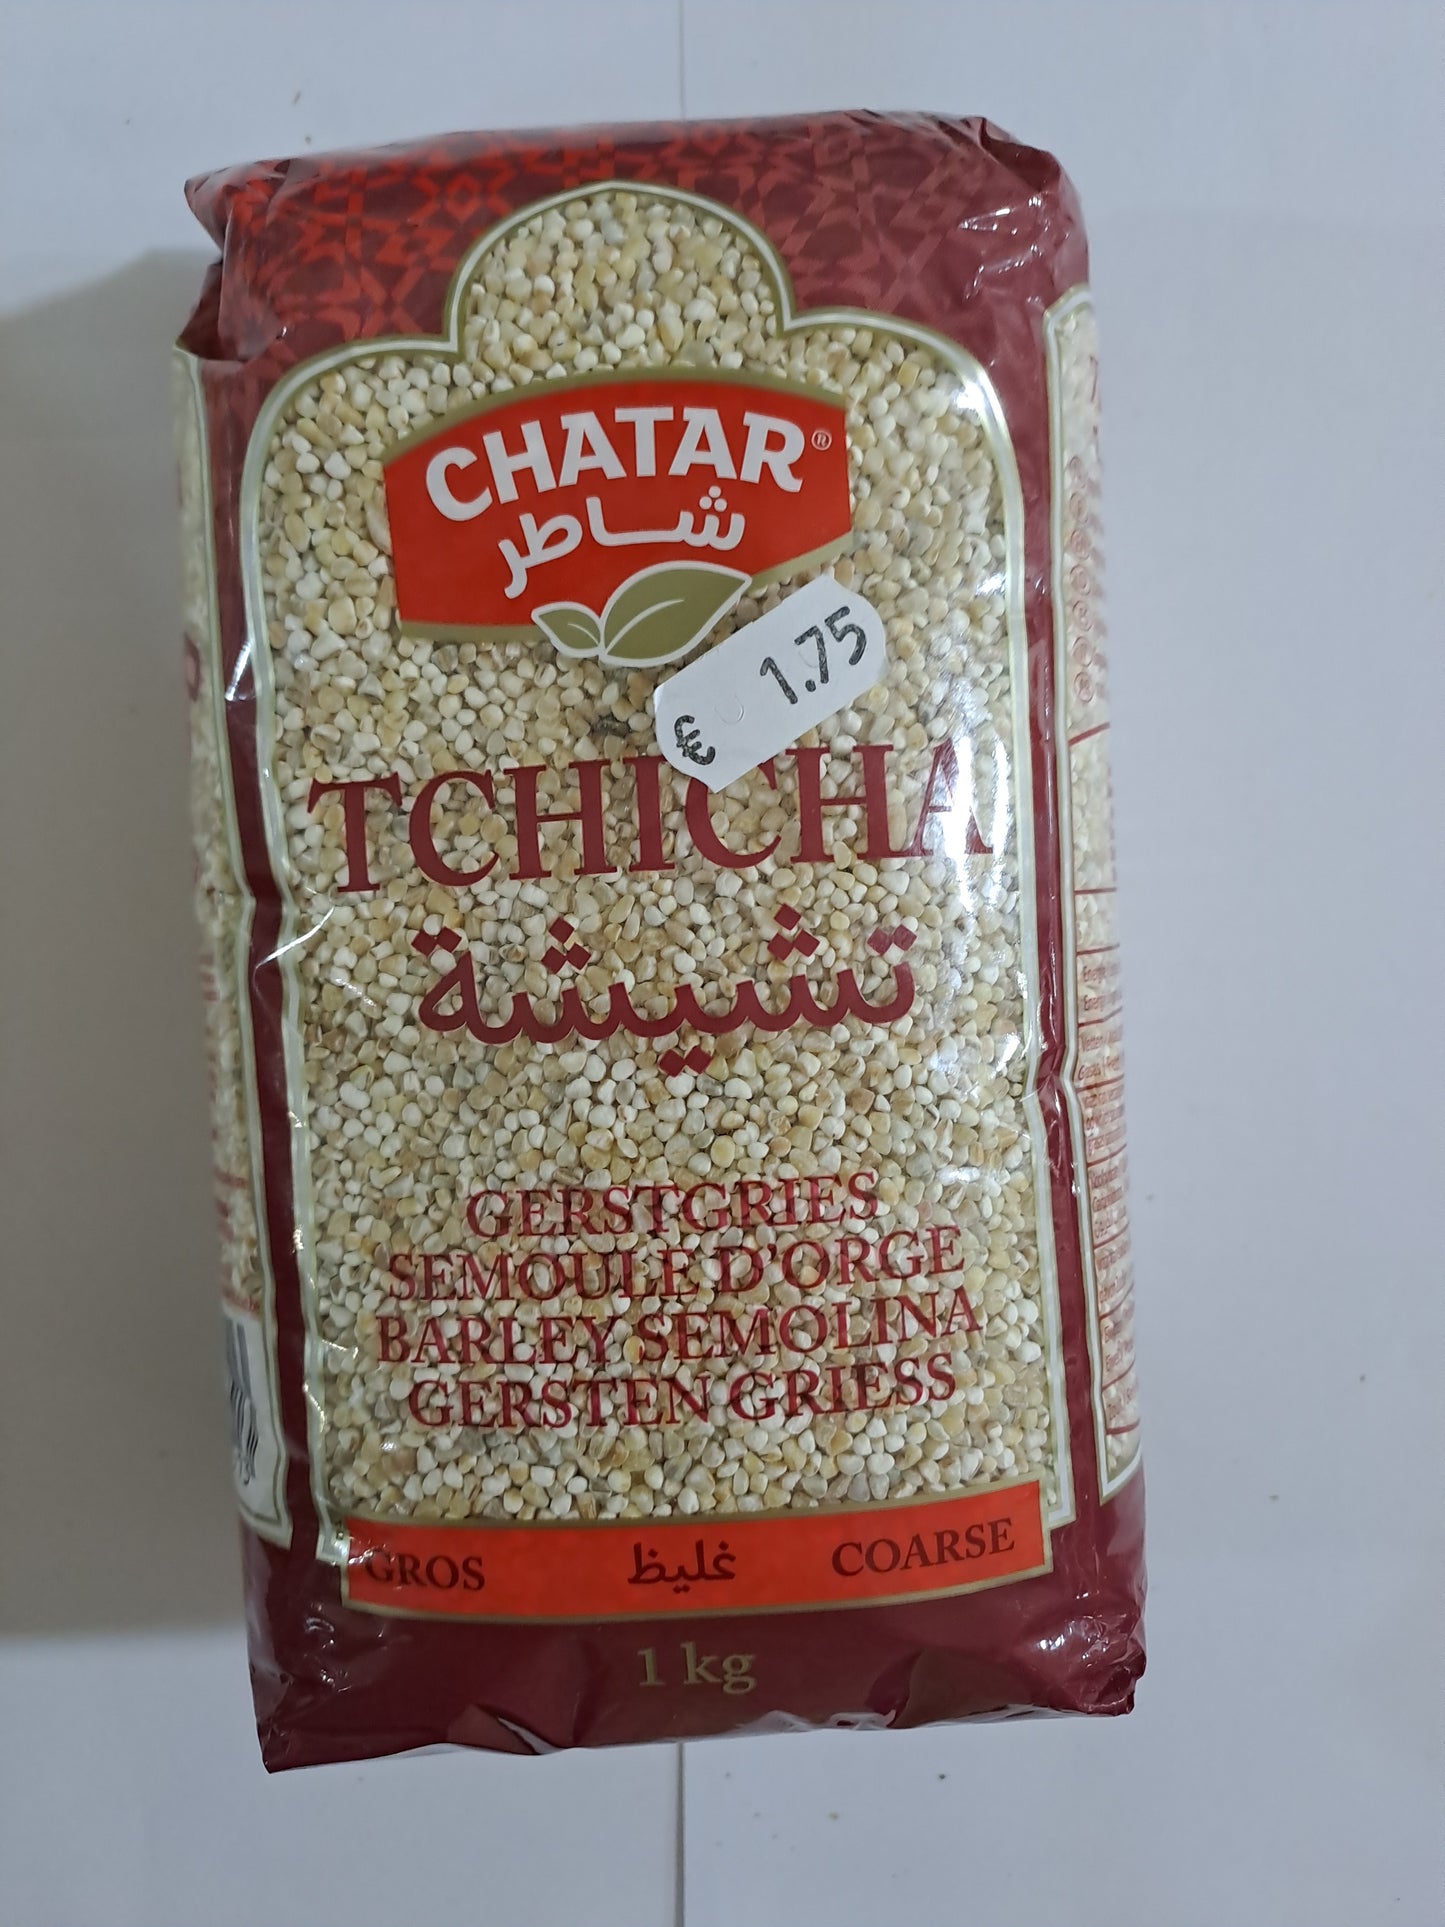 CHATAR®
شاطر
€ 1.75
TCHICHA
تشيشة
GERSTGRIES
SEMOULE D'ORGE
BARLEY SEMOLINA
GERSTEN GRIESS
GROS غليظ COARSE
1 kg